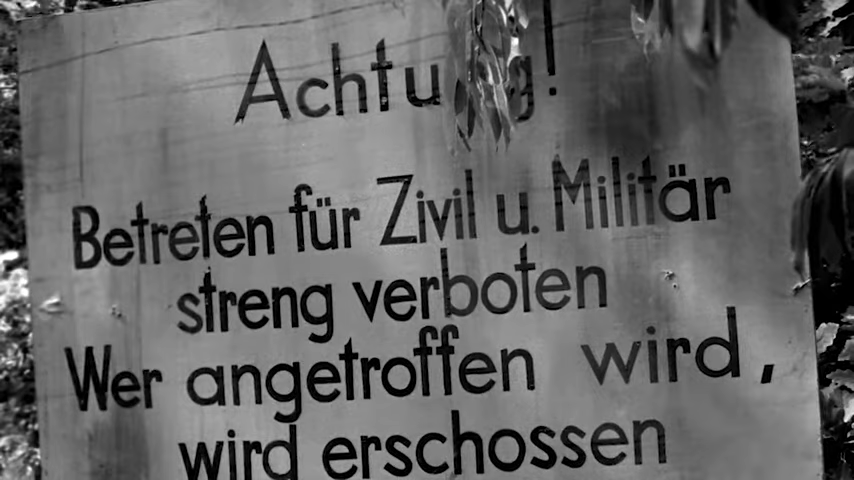 Achtung!
Betreten für Zivil u. Militär
streng verboten
Wer angetroffen wird,
wird erschossen